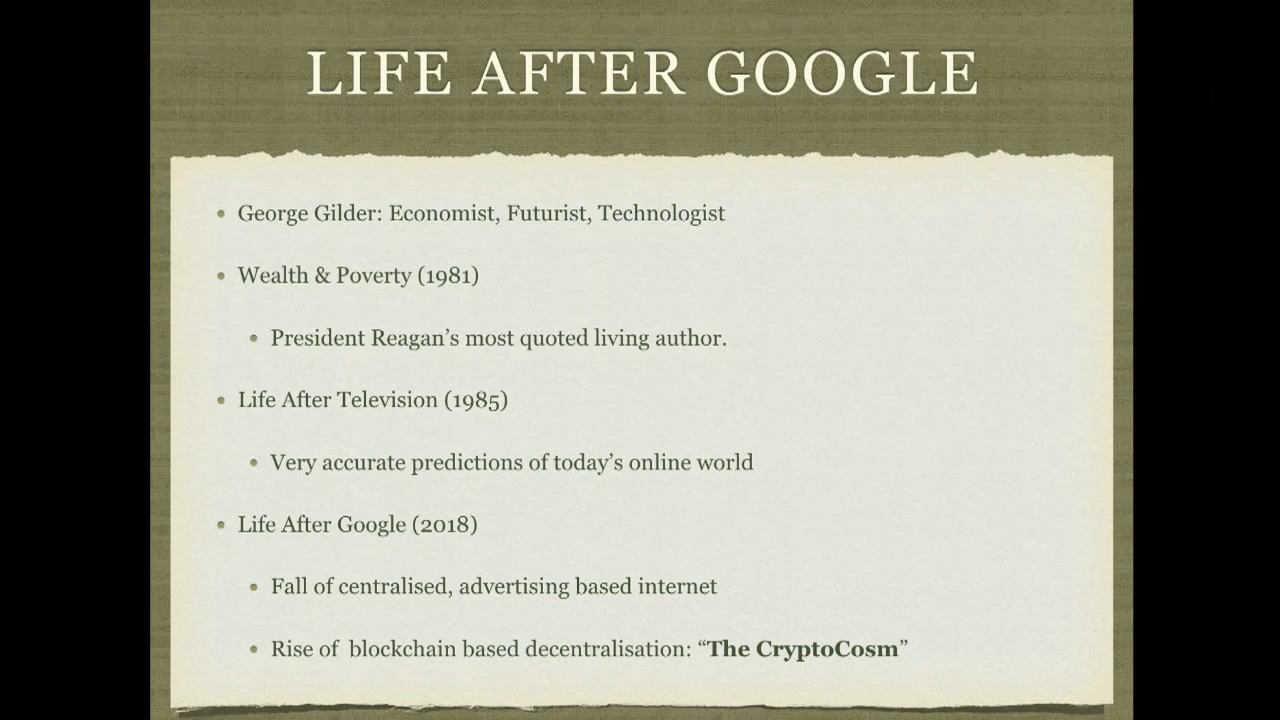 LIFE AFTER GOOGLE
• George Gilder: Economist, Futurist, Technologist
• Wealth & Poverty (1981)
• President Reagan’s most quoted living author.
• Life After Television (1985)
• Very accurate predictions of today’s online world
• Life After Google (2018)
• Fall of centralised, advertising based internet
• Rise of  blockchain based decentralisation: “The CryptoCosm”